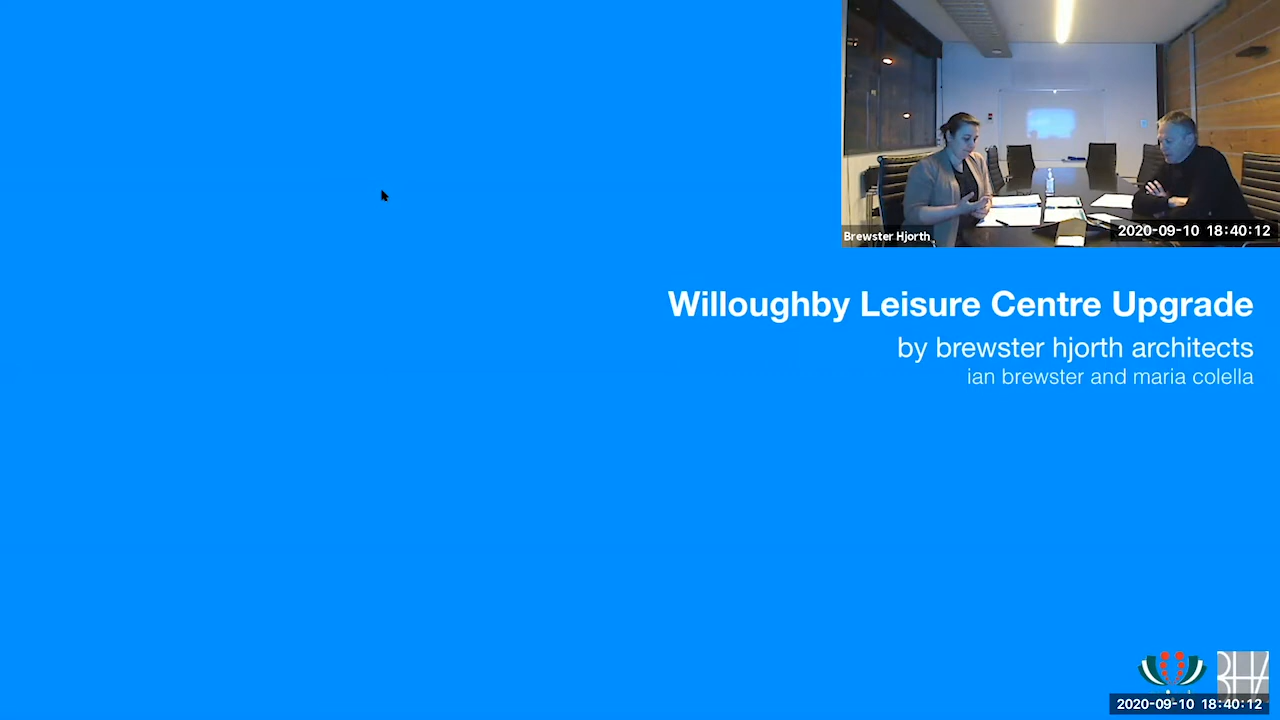 Brewster Hjorth
2020-09-10 18:40:12
Willoughby Leisure Centre Upgrade
by brewster hjorth architects
ian brewster and maria colella
BHA
2020-09-10 18:40:12